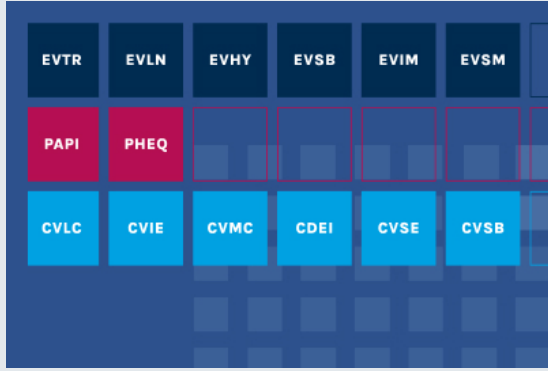 EVTR EVLN EVHY EVSB EVIM EVSM
PAPI PHEQ
CVLC CVIE CVMC CDEI CVSE CVSB